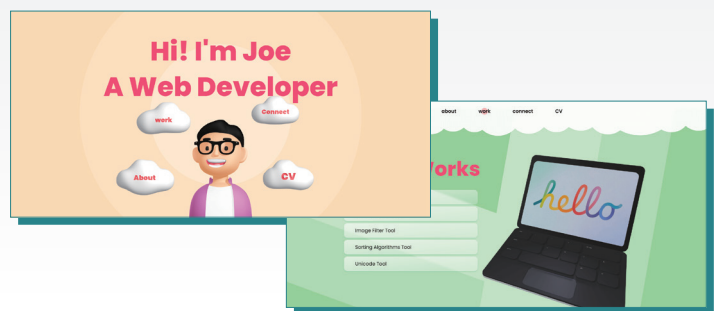 Hi! I'm Joe
A Web Developer
work
Connect
About
CV
about
work
connect
CV
hello
Image Filter Tool
Sorting Algorithms Tool
Unicode Tool